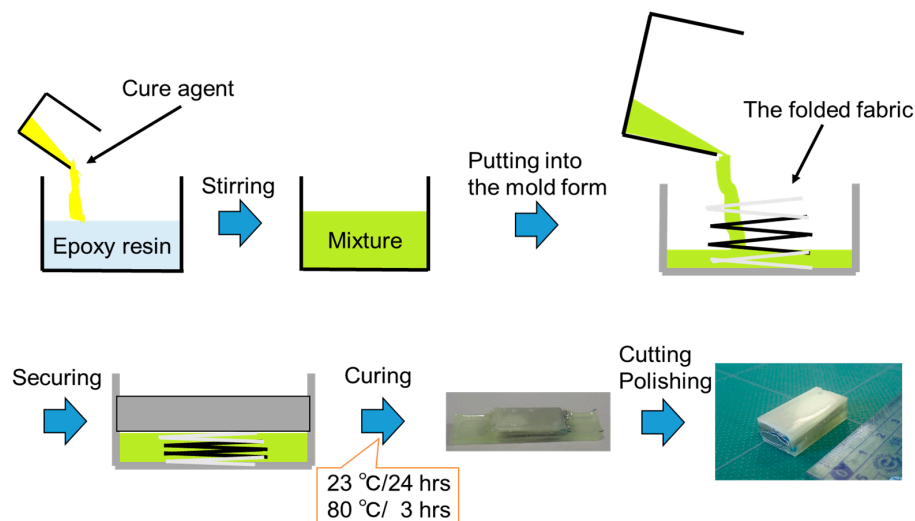 Cure agent
The folded fabric
Stirring
Putting into
the mold form
Epoxy resin
Mixture
Securing
Curing
Cutting
Polishing
23 ℃/24 hrs
80 ℃/ 3 hrs